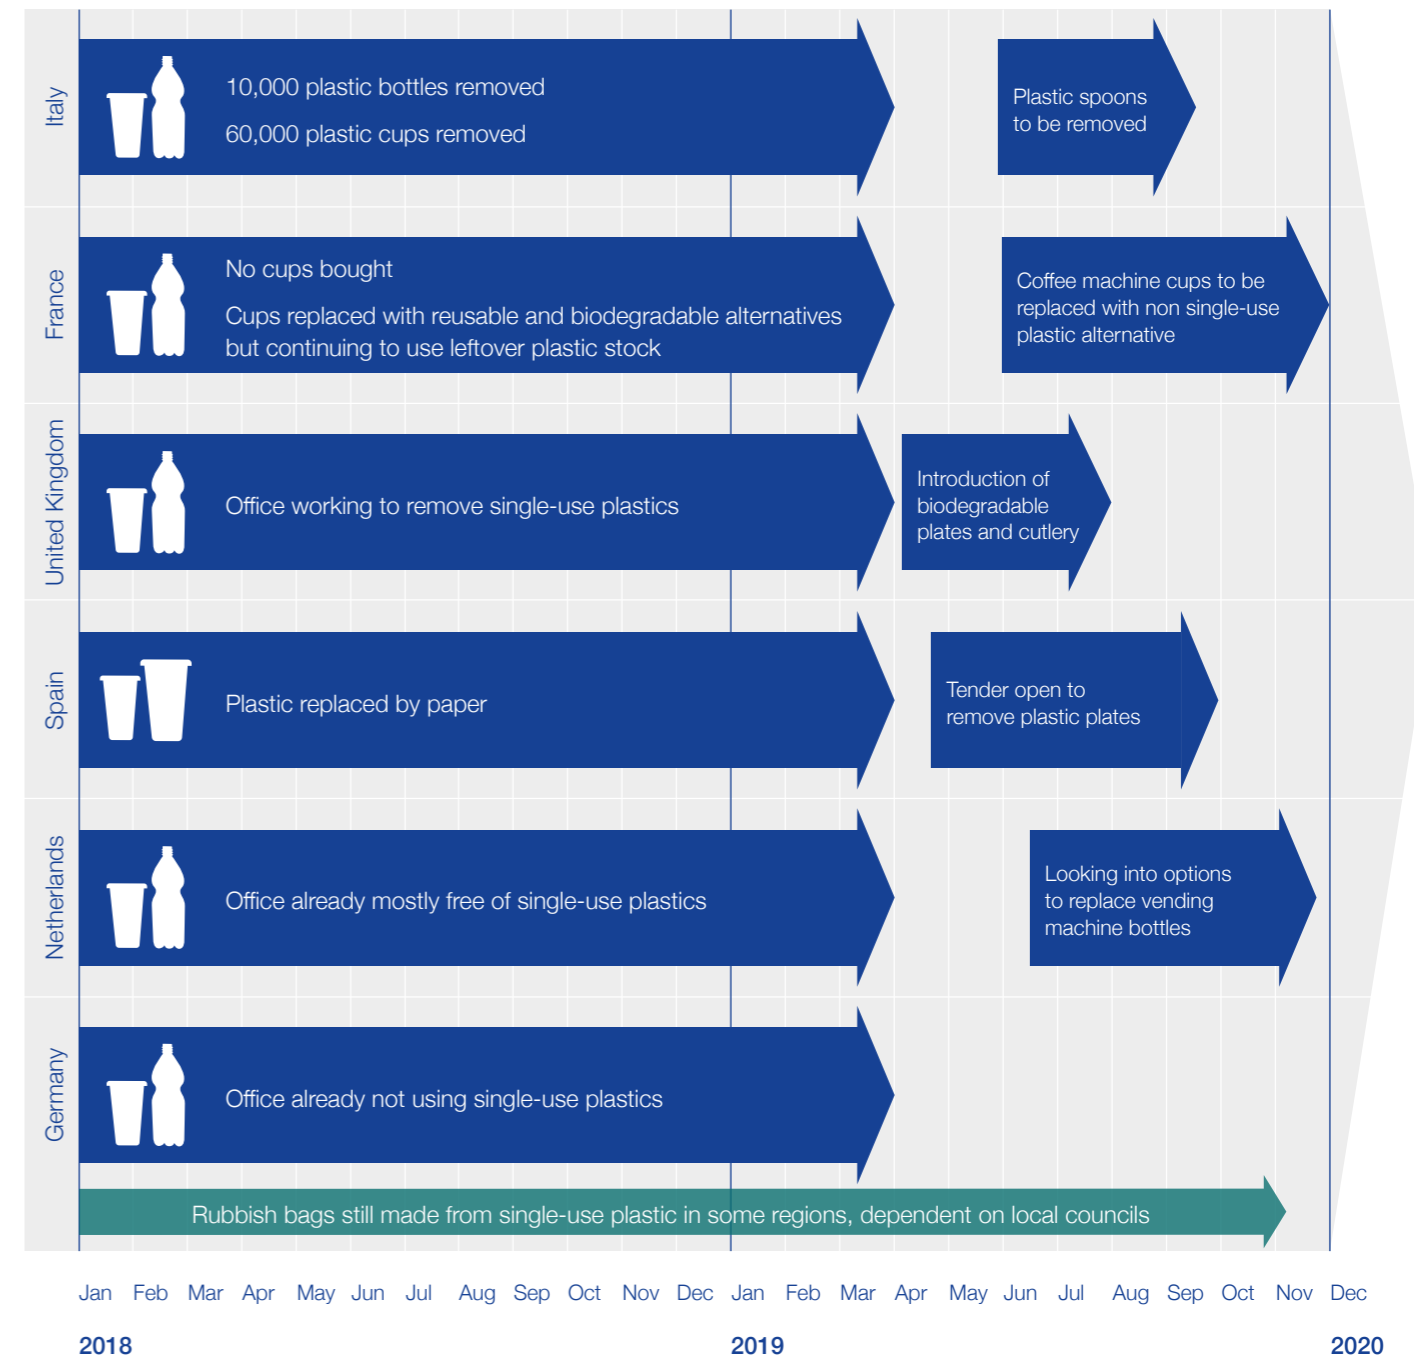 Italy
10,000 plastic bottles removed
60,000 plastic cups removed
Plastic spoons
to be removed
France
No cups bought
Cups replaced with reusable and biodegradable alternatives
but continuing to use leftover plastic stock
Coffee machine cups to be
replaced with non single-use
plastic alternative
United Kingdom
Office working to remove single-use plastics
Introduction of
biodegradable
plates and cutlery
Spain
Plastic replaced by paper
Tender open to
remove plastic plates
Netherlands
Office already mostly free of single-use plastics
Looking into options
to replace vending
machine bottles
Germany
Office already not using single-use plastics
Rubbish bags still made from single-use plastic in some regions, dependent on local councils
Jan Feb Mar Apr May Jun Jul Aug Sep Oct Nov Dec Jan Feb Mar Apr May Jun Jul Aug Sep Oct Nov Dec
2018 2019 2020